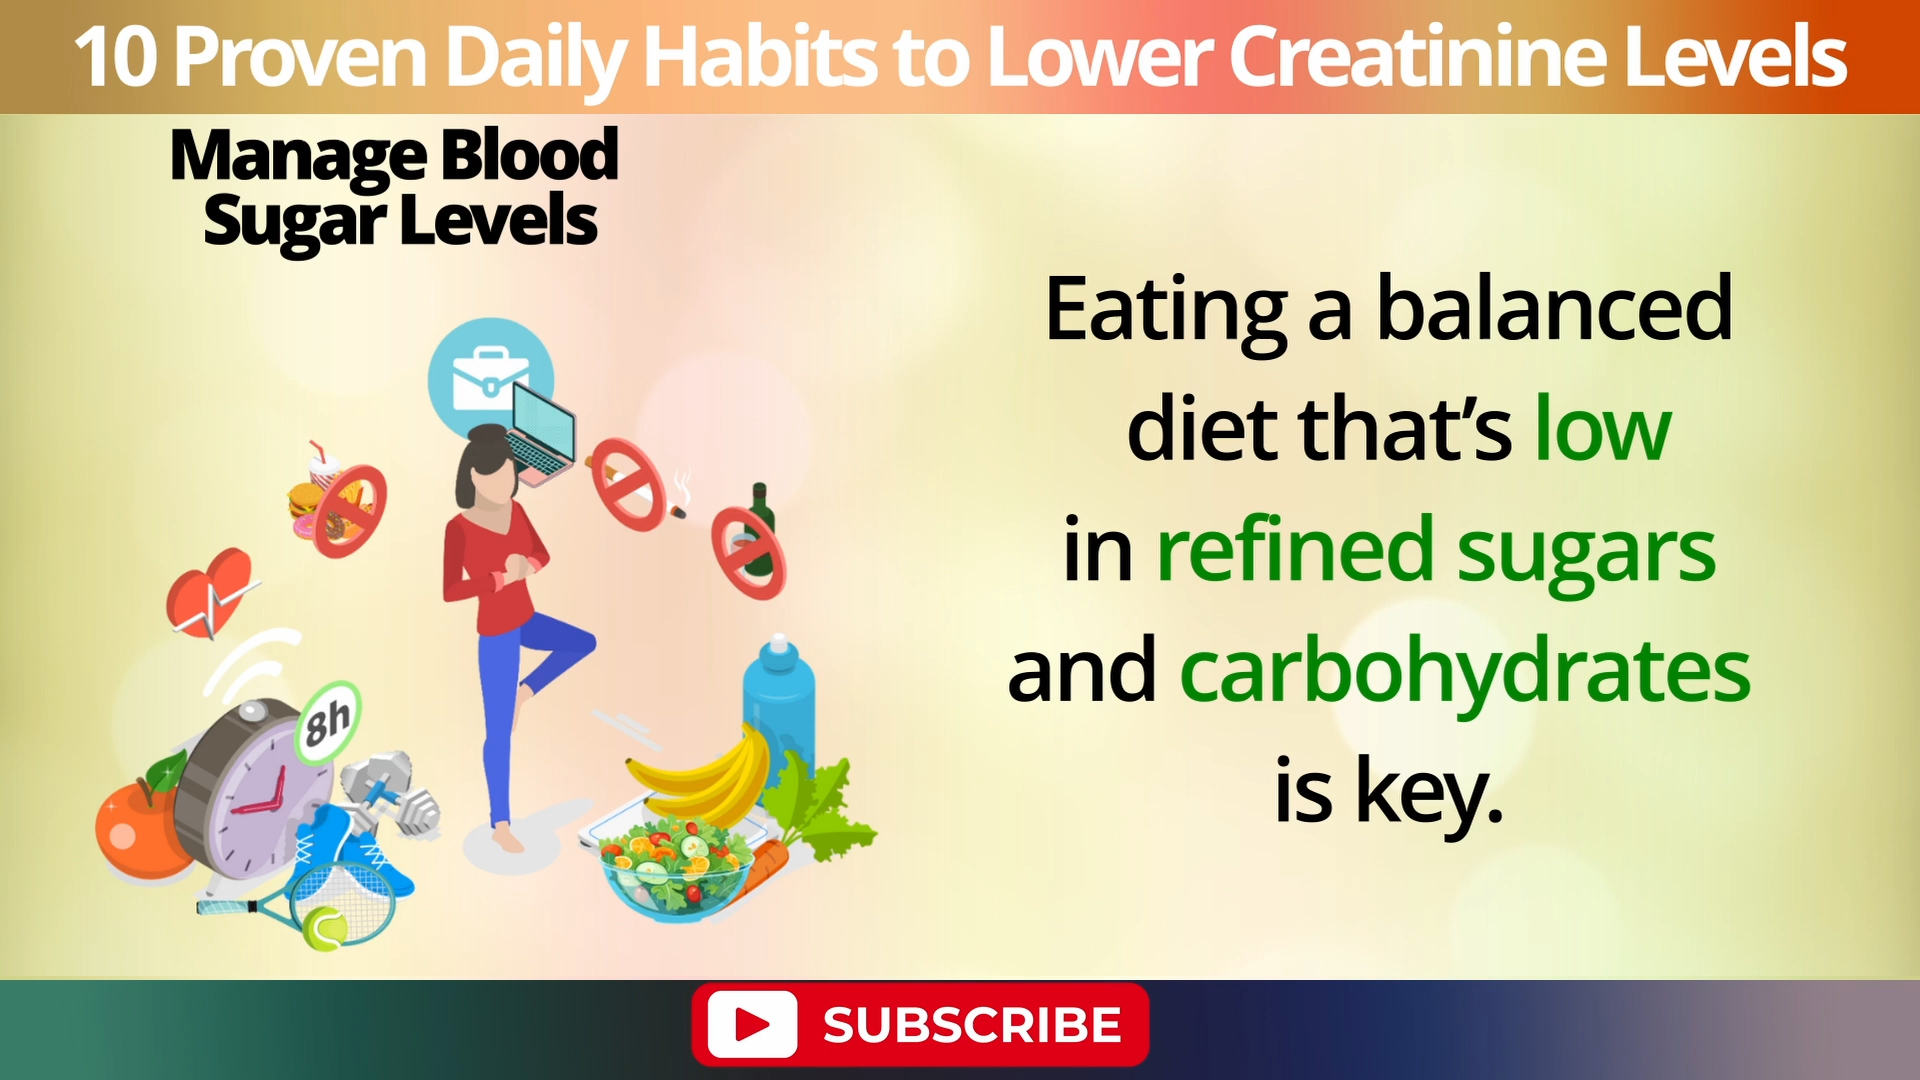 10 Proven Daily Habits to Lower Creatinine Levels
Manage Blood
Sugar Levels
8h
Eating a balanced
diet that’s low
in refined sugars
and carbohydrates
is key.
SUBSCRIBE